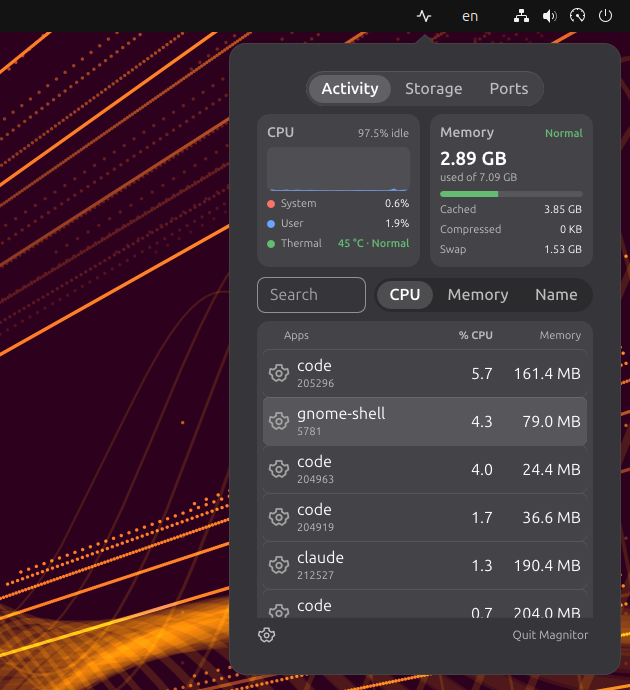 en
Activity Storage Ports
CPU 97.5% idle
System 0.6%
User 1.9%
Thermal 45 °C · Normal
Memory Normal
2.89 GB
used of 7.09 GB
Cached 3.85 GB
Compressed 0 KB
Swap 1.53 GB
Search CPU Memory Name
Apps % CPU Memory
code 5.7 161.4 MB
205296
gnome-shell 4.3 79.0 MB
5781
code 4.0 24.4 MB
204963
code 1.7 36.6 MB
204919
claude 1.3 190.4 MB
212527
code 0.7 204.0 MB
Quit Magnitor